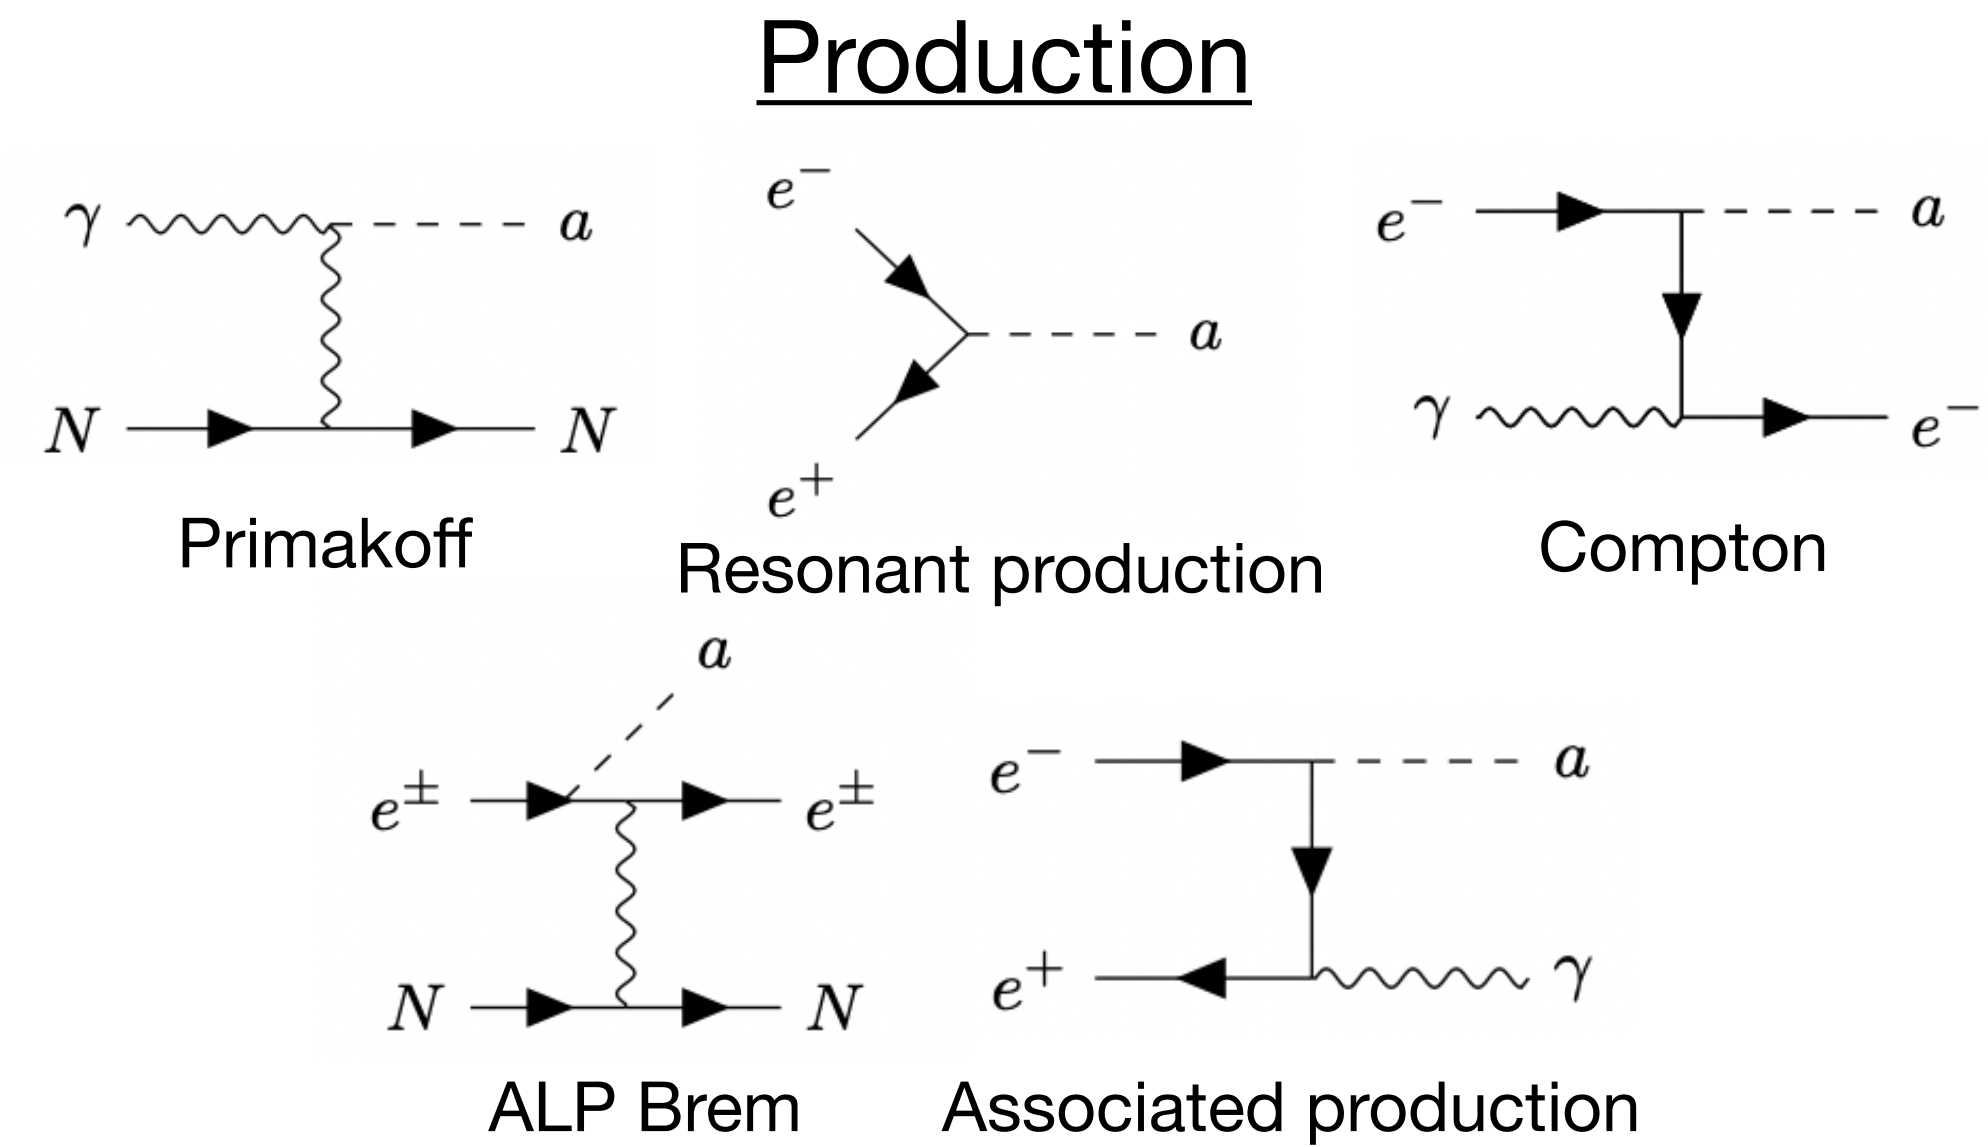 Production
γ a
N N
Primakoff
e⁻
a
e⁺
Resonant production
e⁻ a
γ e⁻
Compton
a
e± e±
N N
ALP Brem
e⁻ a
e⁺ γ
Associated production